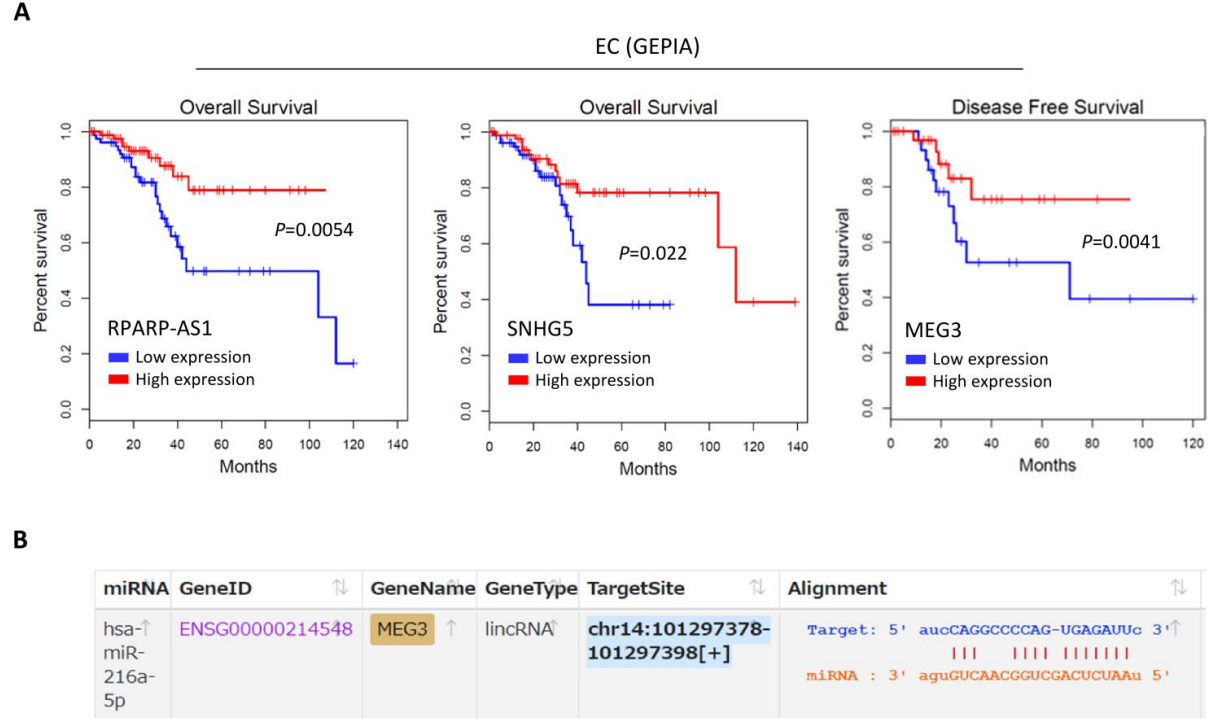 A
EC (GEPIA)
Overall Survival
Percent survival
1.0
0.8
0.6
0.4
0.2
0.0
P=0.0054
RPARP-AS1
Low expression
High expression
0 20 40 60 80 100 120 140
Months
Overall Survival
Percent survival
1.0
0.8
0.6
0.4
0.2
0.0
P=0.022
SNHG5
Low expression
High expression
0 20 40 60 80 100 120 140
Months
Disease Free Survival
Percent survival
1.0
0.8
0.6
0.4
0.2
0.0
P=0.0041
MEG3
Low expression
High expression
0 20 40 60 80 100 120
Months
B
miRNA GeneID GeneName GeneType TargetSite Alignment
hsa-miR-216a-5p
ENSG00000214548
MEG3
lincRNA
chr14:101297378-
101297398[+]
Target: 5' aucCAGGCCCCAG-UGAGAUUc 3'
miRNA : 3' aguGUCAACGGUCGACUCUAAu 5'